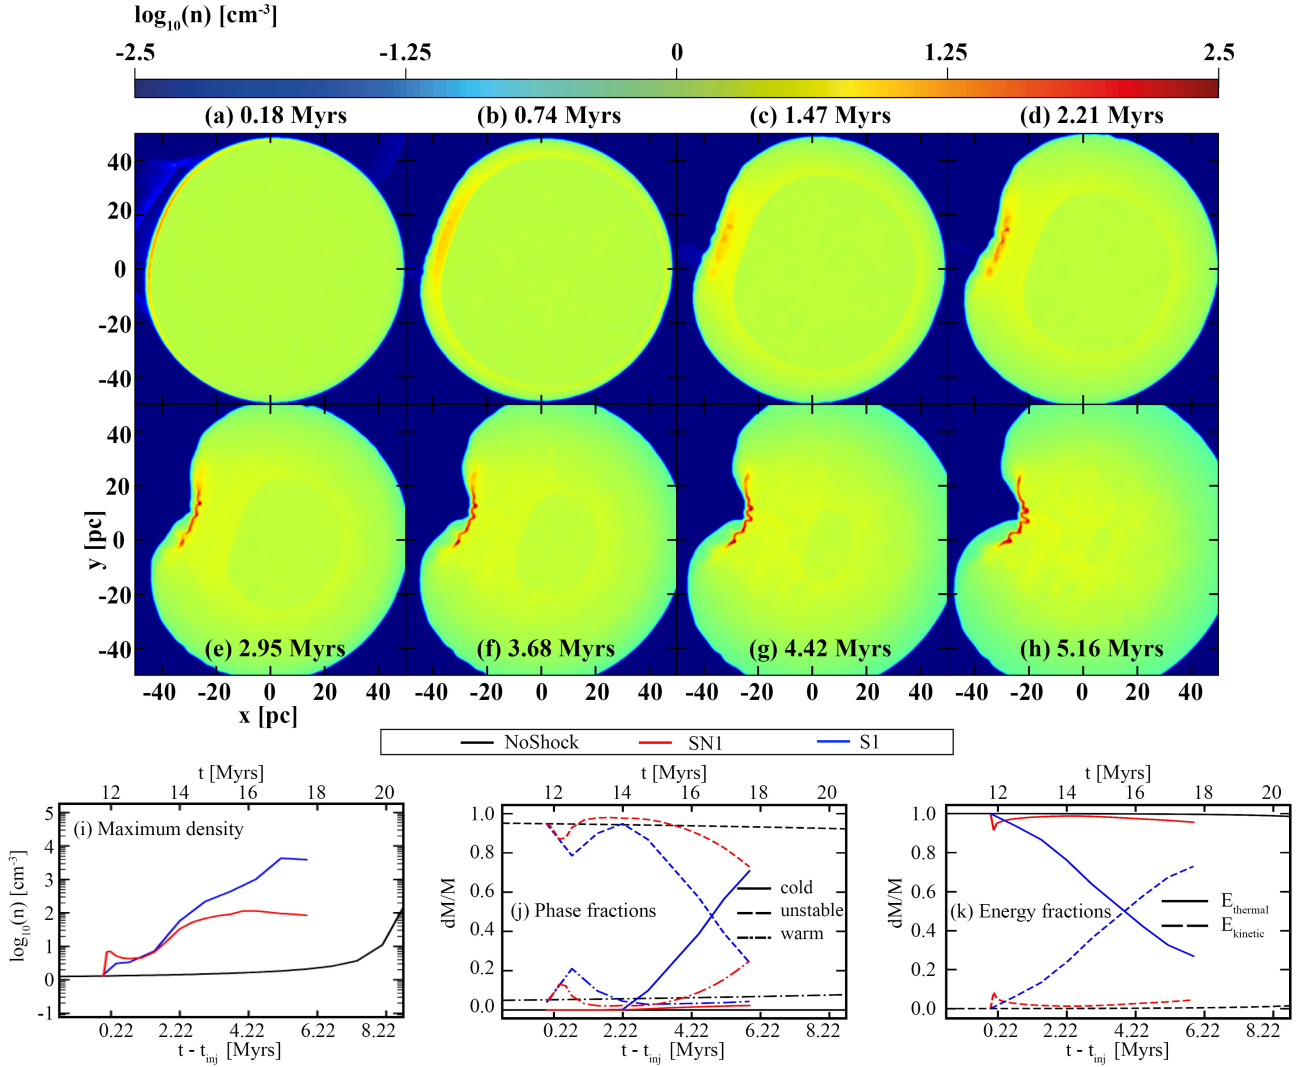 log10(n) [cm-3]
-2.5 -1.25 0 1.25 2.5
(a) 0.18 Myrs (b) 0.74 Myrs (c) 1.47 Myrs (d) 2.21 Myrs
40
20
0
-20
-40
40
20
0
-20
-40
y [pc]
(e) 2.95 Myrs (f) 3.68 Myrs (g) 4.42 Myrs (h) 5.16 Myrs
-40 -20 0 20 40 -40 -20 0 20 40 -40 -20 0 20 40 -40 -20 0 20 40
x [pc]
NoShock SN1 S1
t [Myrs]
12 14 16 18 20
(i) Maximum density
log10(n) [cm-3]
5
4
3
2
1
0
-1
0.22 2.22 4.22 6.22 8.22
t - tinj [Myrs]
t [Myrs]
12 14 16 18 20
dM/M
1.0
0.8
0.6
0.4
0.2
0.0
(j) Phase fractions
cold
unstable
warm
0.22 2.22 4.22 6.22 8.22
t - tinj [Myrs]
t [Myrs]
12 14 16 18 20
dM/M
1.0
0.8
0.6
0.4
0.2
0.0
(k) Energy fractions
Ethermal
Ekinetic
0.22 2.22 4.22 6.22 8.22
t - tinj [Myrs]